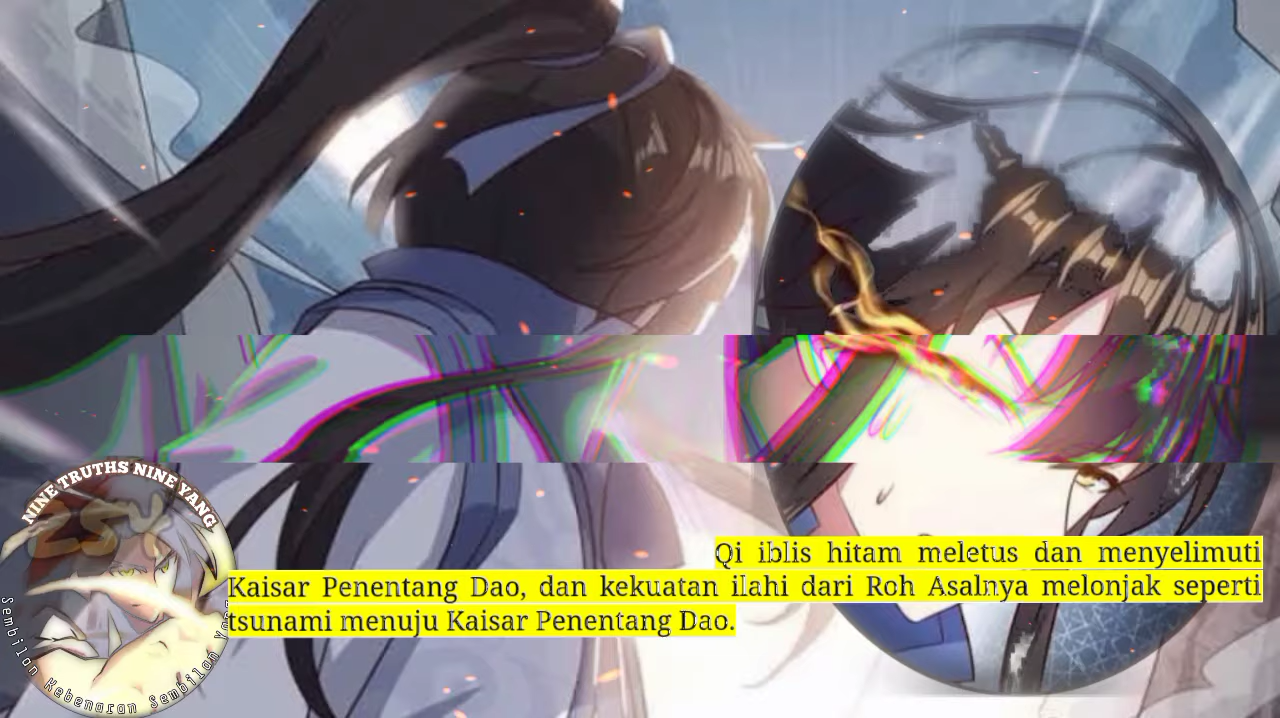 NINE TRUTHS NINE YANG
Sembilan Kebenaran Sembilan Yang
Qi iblis hitam meletus dan menyelimuti
Kaisar Penentang Dao, dan kekuatan ilahi dari Roh Asalnya melonjak seperti
tsunami menuju Kaisar Penentang Dao.